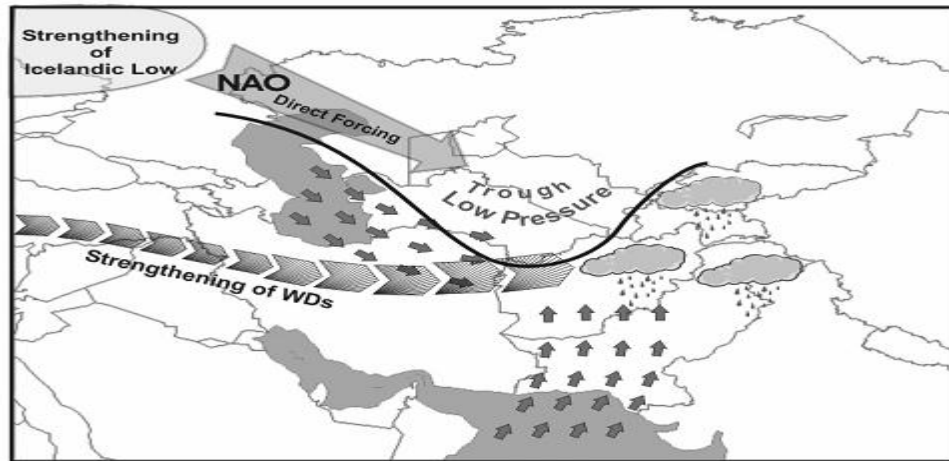 Strengthening
of
Icelandic Low
NAO
Direct Forcing
Trough
Low Pressure
Strengthening of WDs